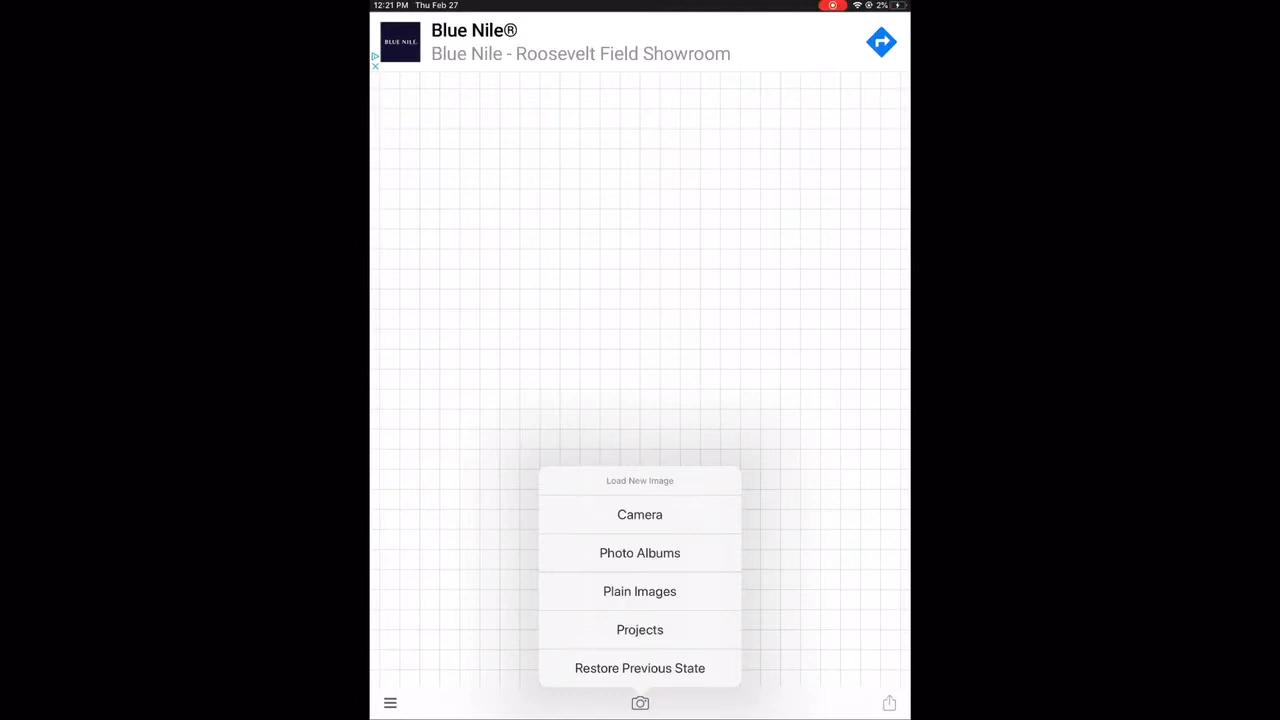 12:21 PM Thu Feb 27
2%
BLUE NILE.
Blue Nile®
Blue Nile - Roosevelt Field Showroom
Load New Image
Camera
Photo Albums
Plain Images
Projects
Restore Previous State